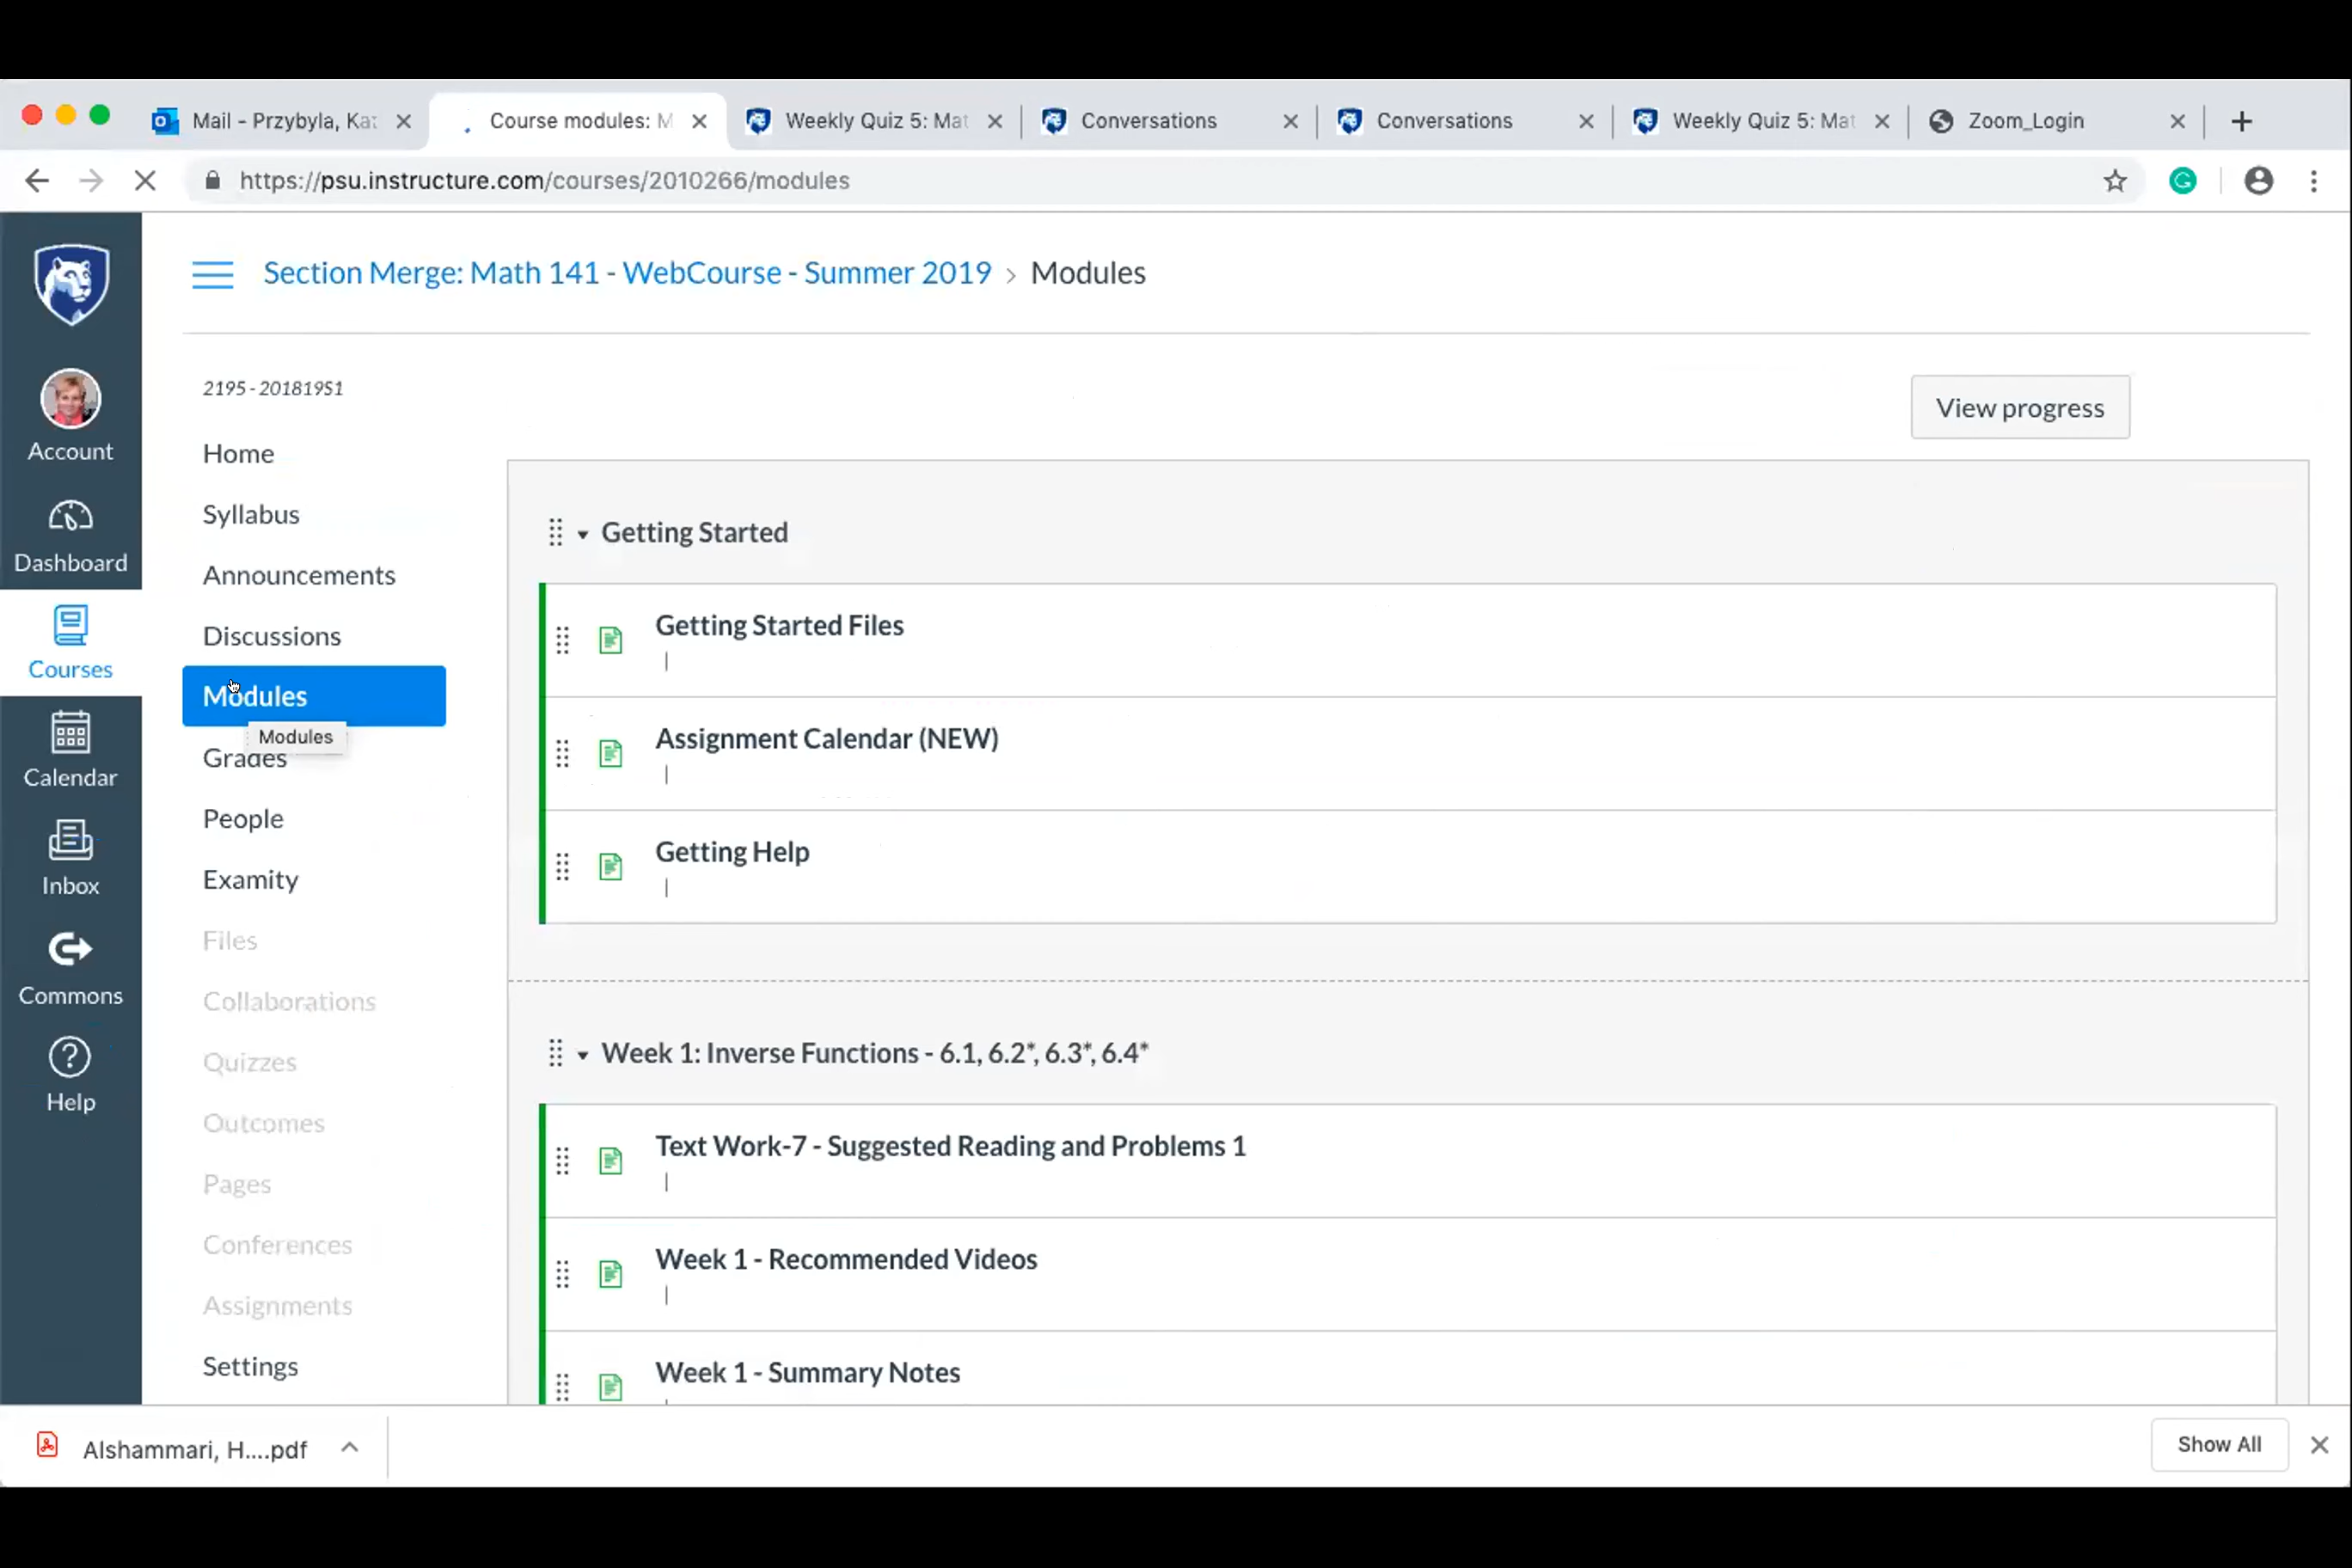 Mail - Przybyla, Kat
Course modules: M
Weekly Quiz 5: Mat
Conversations
Conversations
Weekly Quiz 5: Mat
Zoom_Login
https://psu.instructure.com/courses/2010266/modules
Section Merge: Math 141 - WebCourse - Summer 2019 > Modules
Account
Dashboard
Courses
Calendar
Inbox
Commons
Help
2195 - 20181951
Home
Syllabus
Announcements
Discussions
Modules
Modules
Grades
People
Examity
Files
Collaborations
Quizzes
Outcomes
Pages
Conferences
Assignments
Settings
View progress
Getting Started
Getting Started Files
|
Assignment Calendar (NEW)
|
Getting Help
|
Week 1: Inverse Functions - 6.1, 6.2*, 6.3*, 6.4*
Text Work-7 - Suggested Reading and Problems 1
|
Week 1 - Recommended Videos
|
Week 1 - Summary Notes
Alshammari, H....pdf
Show All